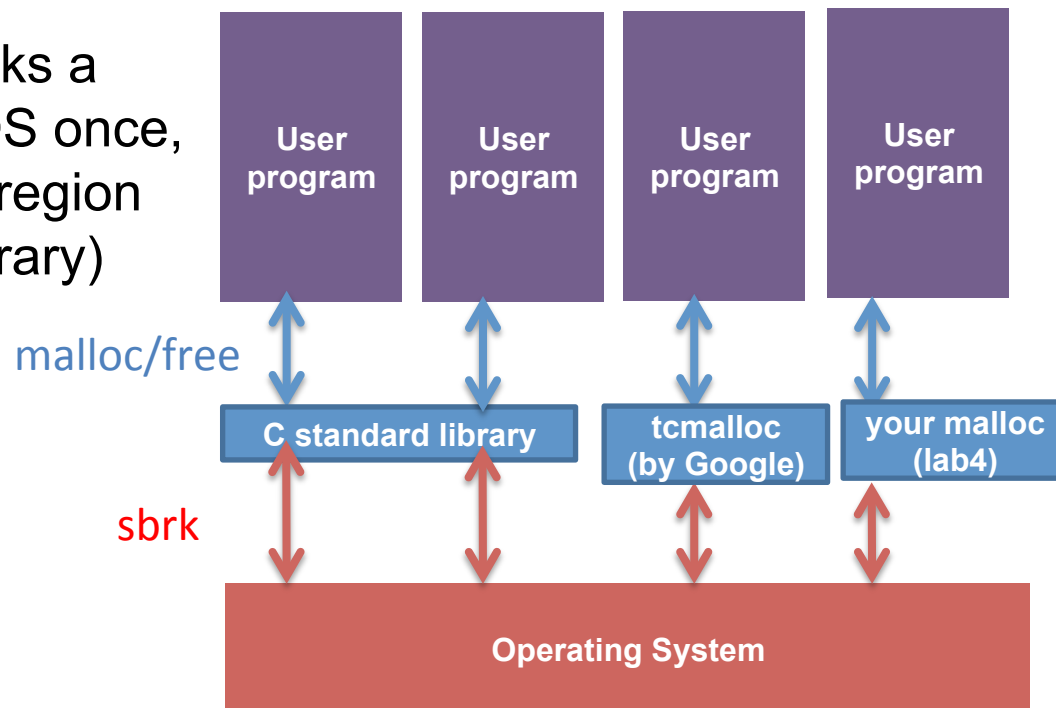 ks a
S once,
region
rary)
User
program
User
program
User
program
User
program
malloc/free
C standard library
tcmalloc
(by Google)
your malloc
(lab4)
sbrk
Operating System